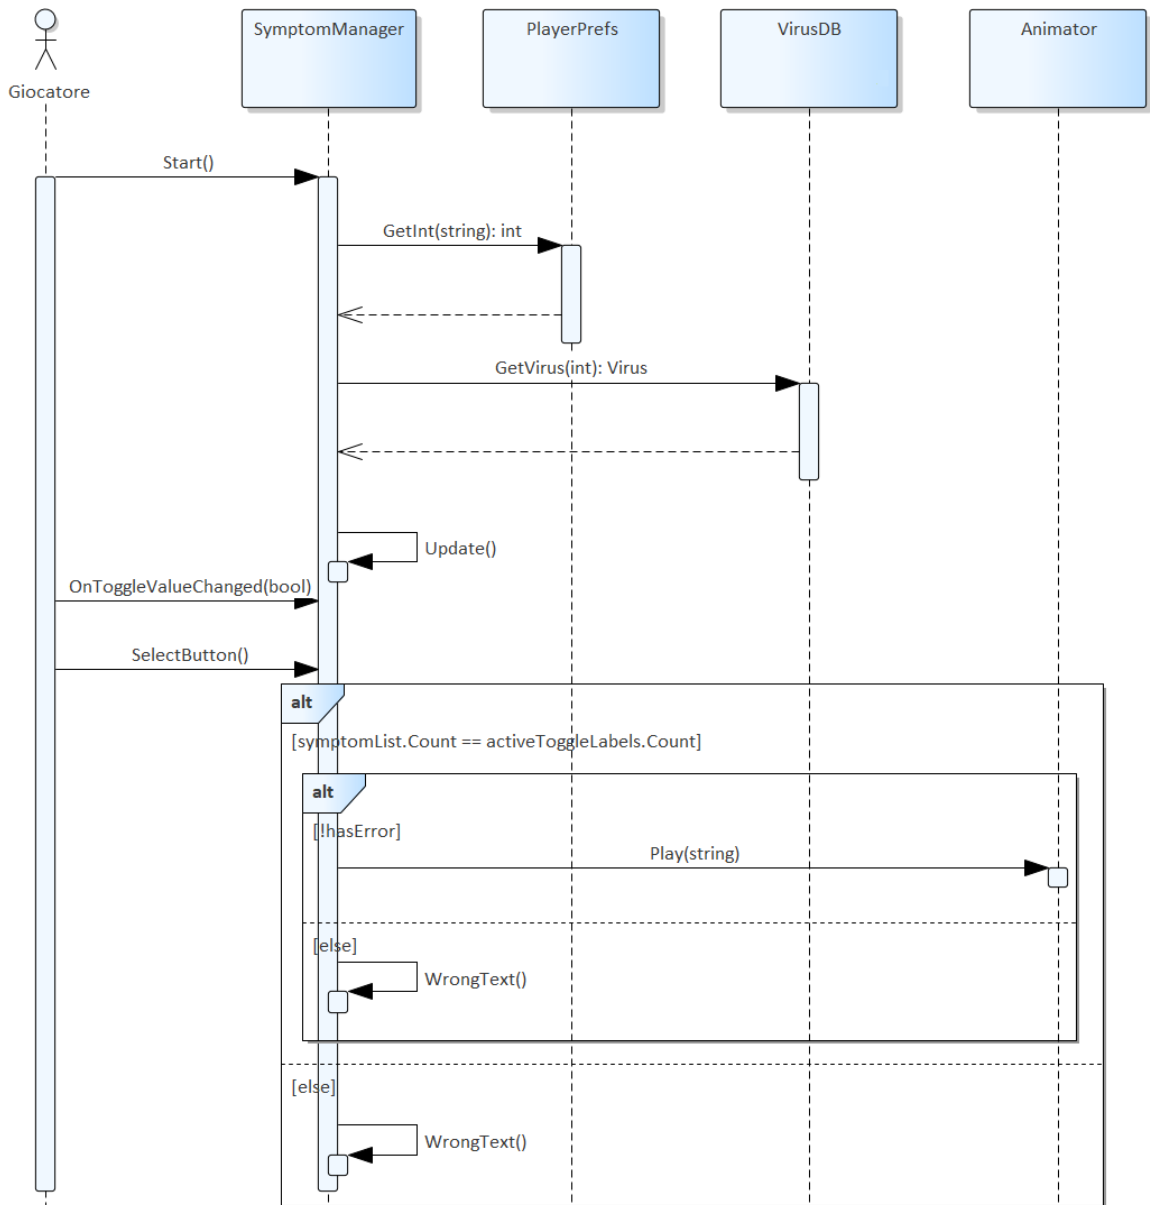 SymptomManager
PlayerPrefs
VirusDB
Animator
Giocatore
Start()
GetInt(string): int
GetVirus(int): Virus
Update()
OnToggleValueChanged(bool)
SelectButton()
alt
[symptomList.Count == activeToggleLabels.Count]
alt
[!hasError]
Play(string)
[else]
WrongText()
[else]
WrongText()